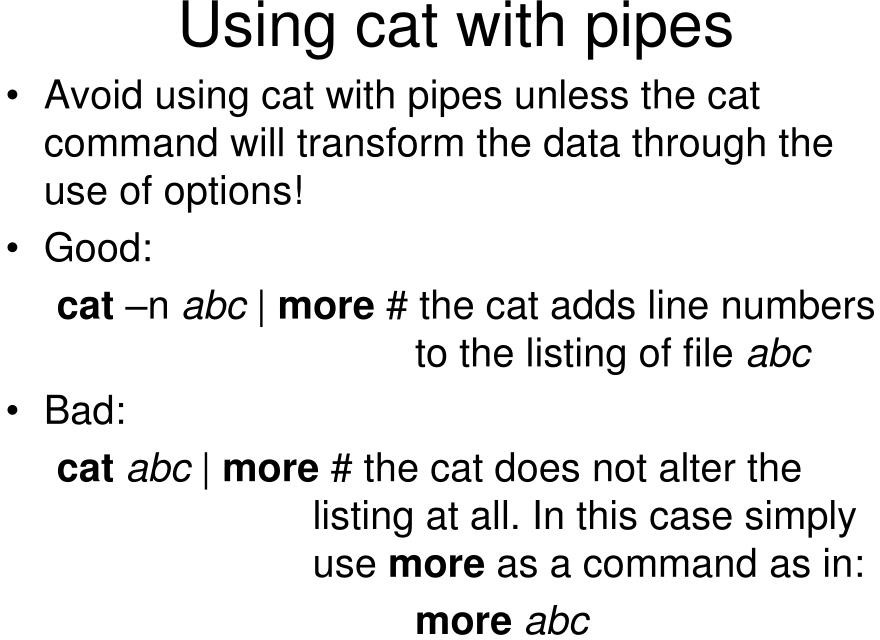 Using cat with pipes
• Avoid using cat with pipes unless the cat
command will transform the data through the
use of options!
• Good:
cat –n abc | more # the cat adds line numbers
to the listing of file abc
• Bad:
cat abc | more # the cat does not alter the
listing at all. In this case simply
use more as a command as in:
more abc